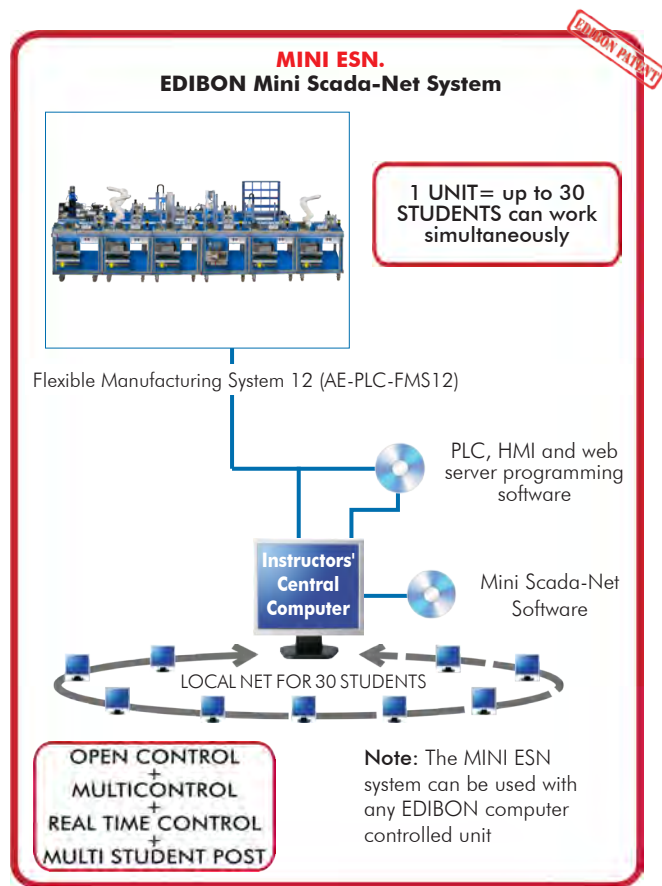 EDIBON PATENT
MINI ESN.
EDIBON Mini Scada-Net System
1 UNIT= up to 30
STUDENTS can work
simultaneously
Flexible Manufacturing System 12 (AE-PLC-FMS12)
PLC, HMI and web
server programming
software
Instructors'
Central
Computer
Mini Scada-Net
Software
LOCAL NET FOR 30 STUDENTS
OPEN CONTROL
+
MULTICONTROL
+
REAL TIME CONTROL
+
MULTI STUDENT POST
Note: The MINI ESN
system can be used with
any EDIBON computer
controlled unit